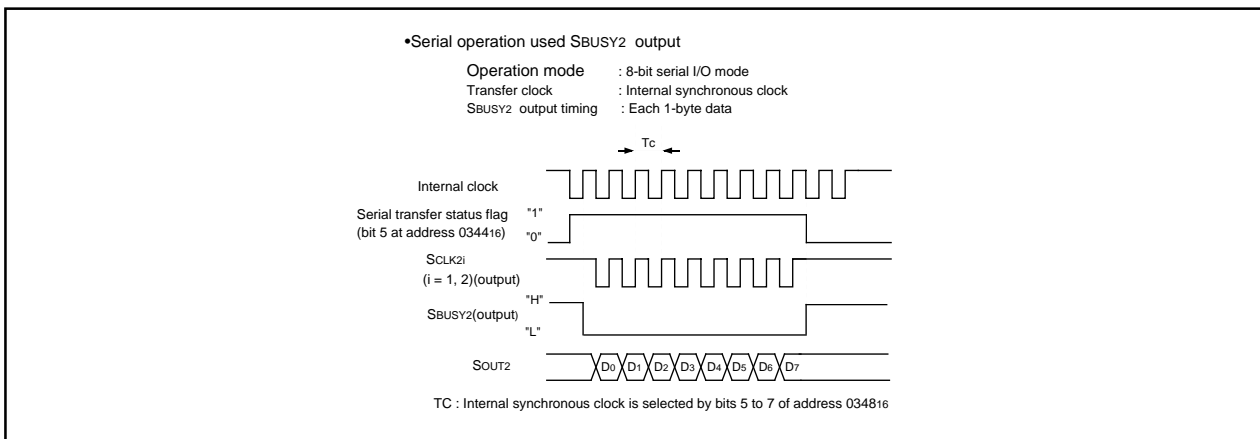 •Serial operation used SBUSY2 output
Operation mode : 8-bit serial I/O mode
Transfer clock : Internal synchronous clock
SBUSY2 output timing : Each 1-byte data
Tc
Internal clock
Serial transfer status flag "1"
(bit 5 at address 034416) "0"
SCLK2i
(i = 1, 2)(output)
"H"
SBUSY2(output)
"L"
SOUT2 D0 D1 D2 D3 D4 D5 D6 D7
TC : Internal synchronous clock is selected by bits 5 to 7 of address 034816